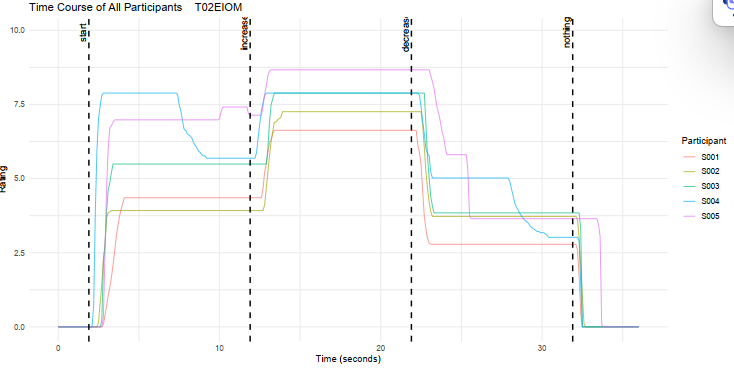 Time Course of All Participants T02EIOM
start
increase
decreas
nothing
10.0
7.5
5.0
2.5
0.0
Rating
0
10
20
30
Time (seconds)
Participant
S001
S002
S003
S004
S005